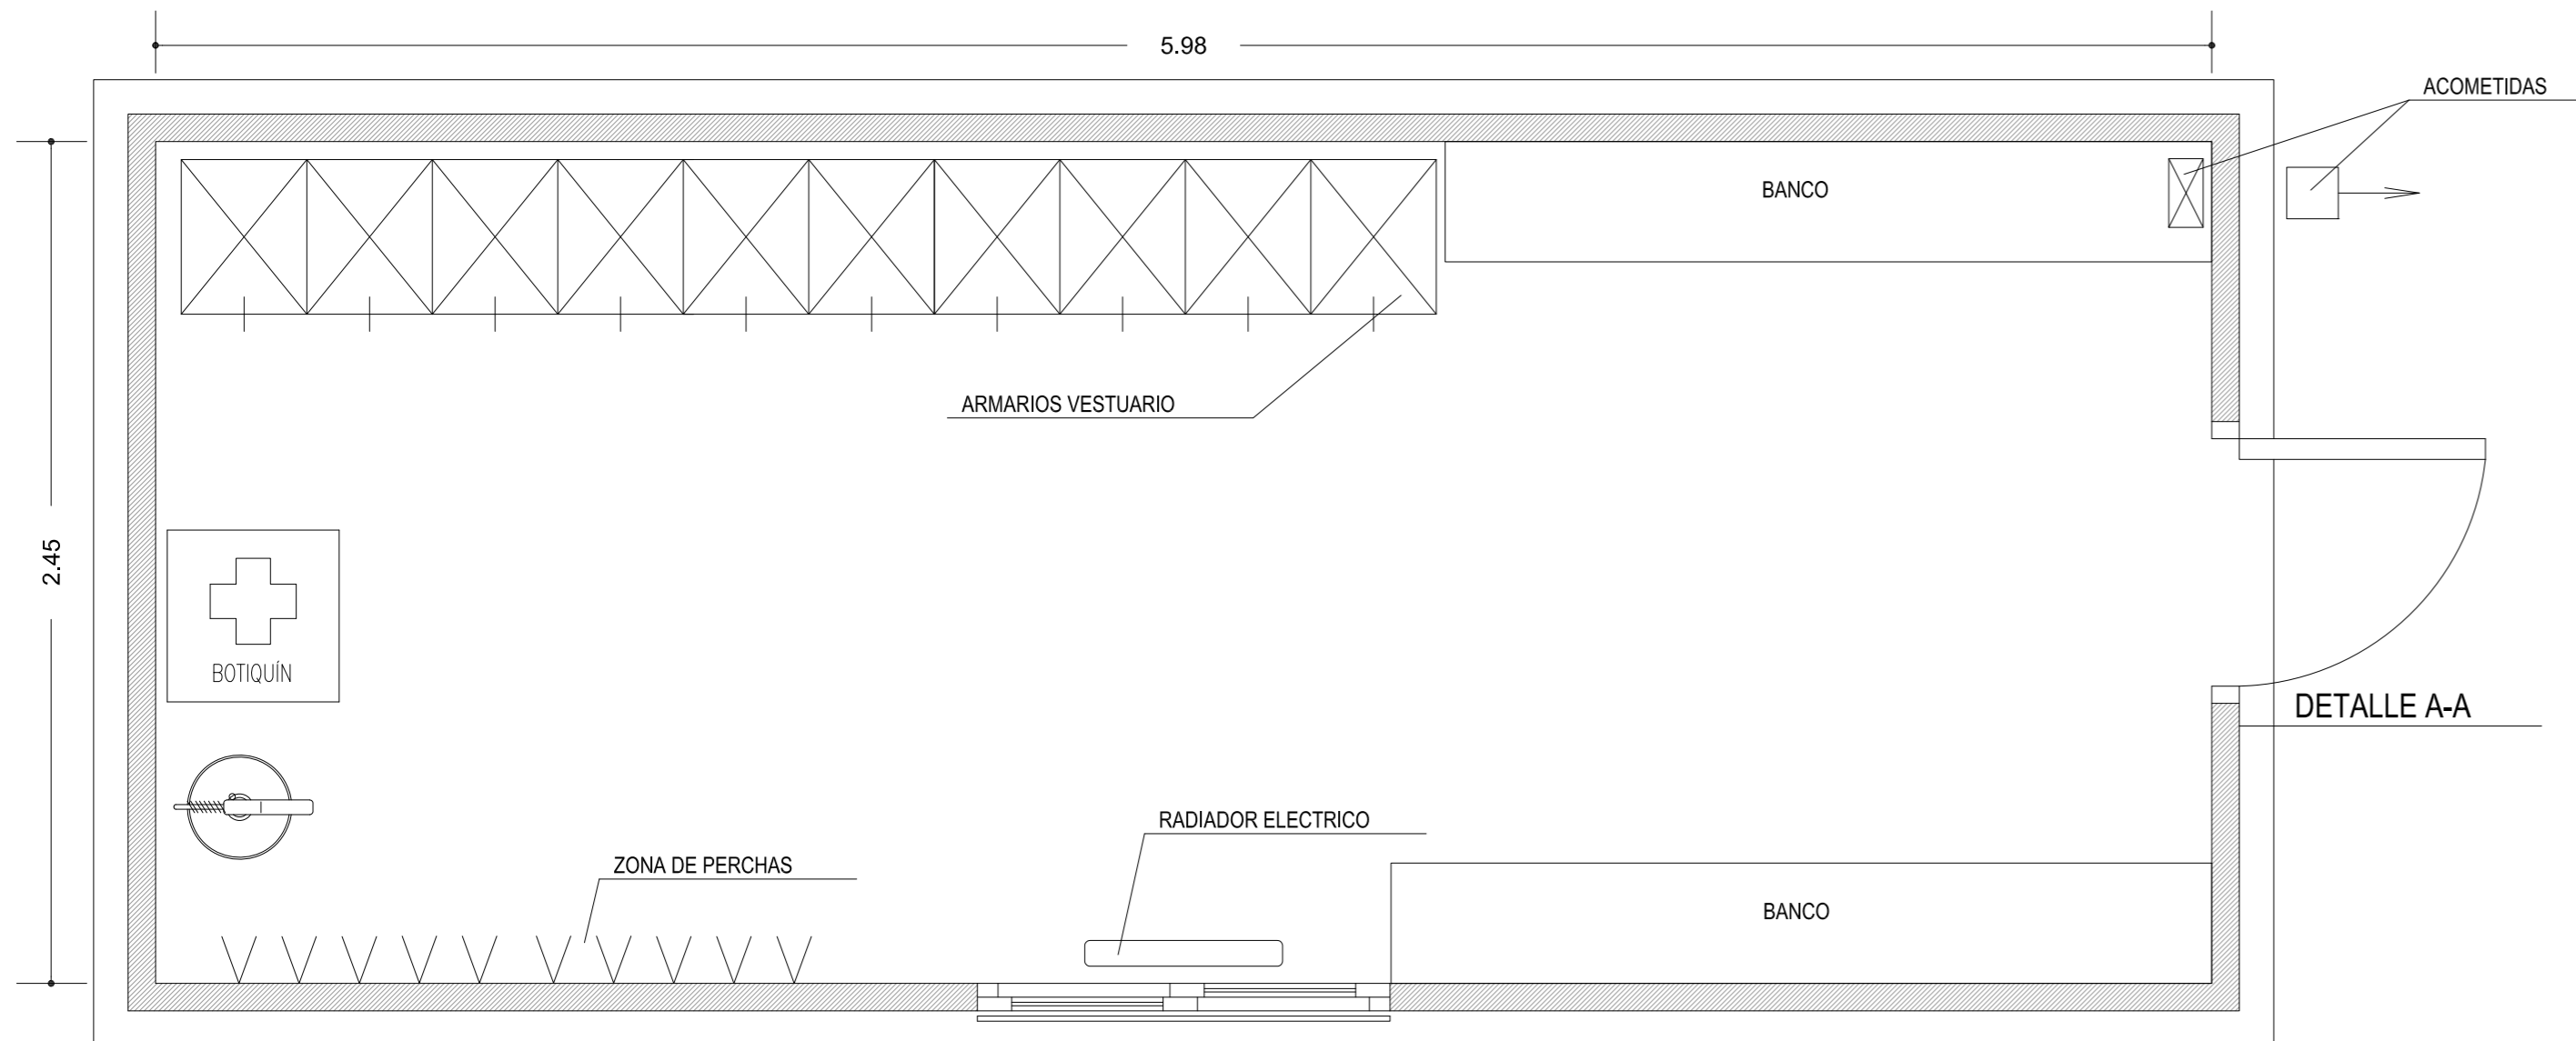 5.98
ACOMETIDAS
BANCO
ARMARIOS VESTUARIO
2.45
BOTIQUÍN
DETALLE A-A
RADIADOR ELECTRICO
ZONA DE PERCHAS
BANCO